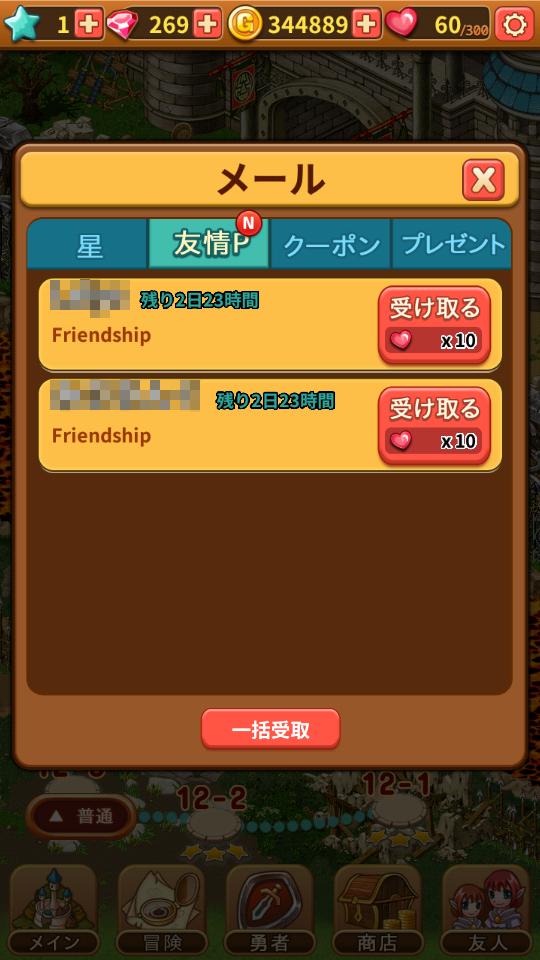 1 269 344889 60/300
メール
星 友情P N クーポン プレゼント
残り2日23時間
受け取る
Friendship
x10
残り2日23時間
受け取る
Friendship
x10
一括受取
12-2 12-1
▲ 普通
メイン 冒険 勇者 商店 友人